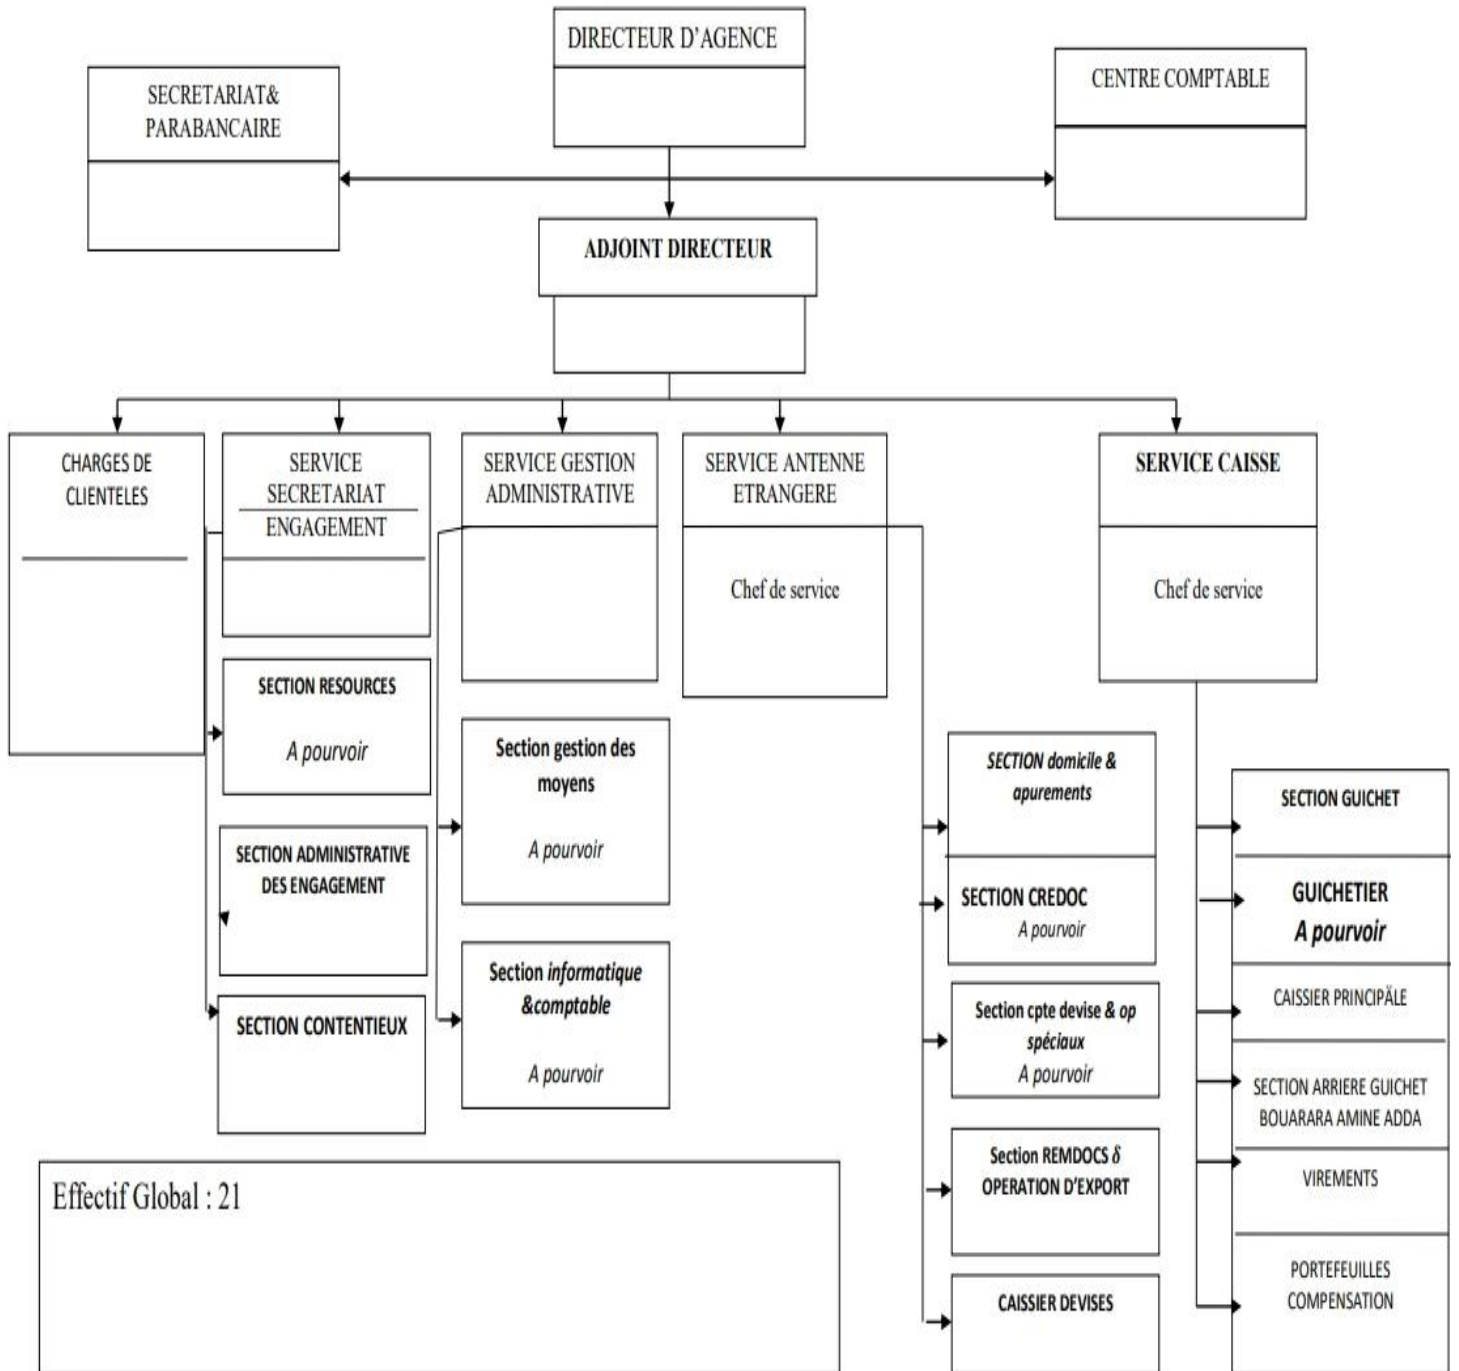 DIRECTEUR D'AGENCE
SECRETARIAT&
PARABANCAIRE
CENTRE COMPTABLE
ADJOINT DIRECTEUR
CHARGES DE
CLIENTELES
SERVICE
SECRETARIAT
ENGAGEMENT
SERVICE GESTION
ADMINISTRATIVE
SERVICE ANTENNE
ETRANGERE
Chef de service
SERVICE CAISSE
Chef de service
SECTION RESOURCES
A pourvoir
SECTION ADMINISTRATIVE
DES ENGAGEMENT
SECTION CONTENTIEUX
Section gestion des
moyens
A pourvoir
Section informatique
&comptable
A pourvoir
SECTION domicile &
apurements
SECTION CREDOC
A pourvoir
Section cpte devise & op
spéciaux
A pourvoir
Section REMDOCS δ
OPERATION D'EXPORT
CAISSIER DEVISES
SECTION GUICHET
GUICHETIER
A pourvoir
CAISSIER PRINCIPÄLE
SECTION ARRIERE GUICHET
BOUARARA AMINE ADDA
VIREMENTS
PORTEFEUILLES
COMPENSATION
Effectif Global : 21